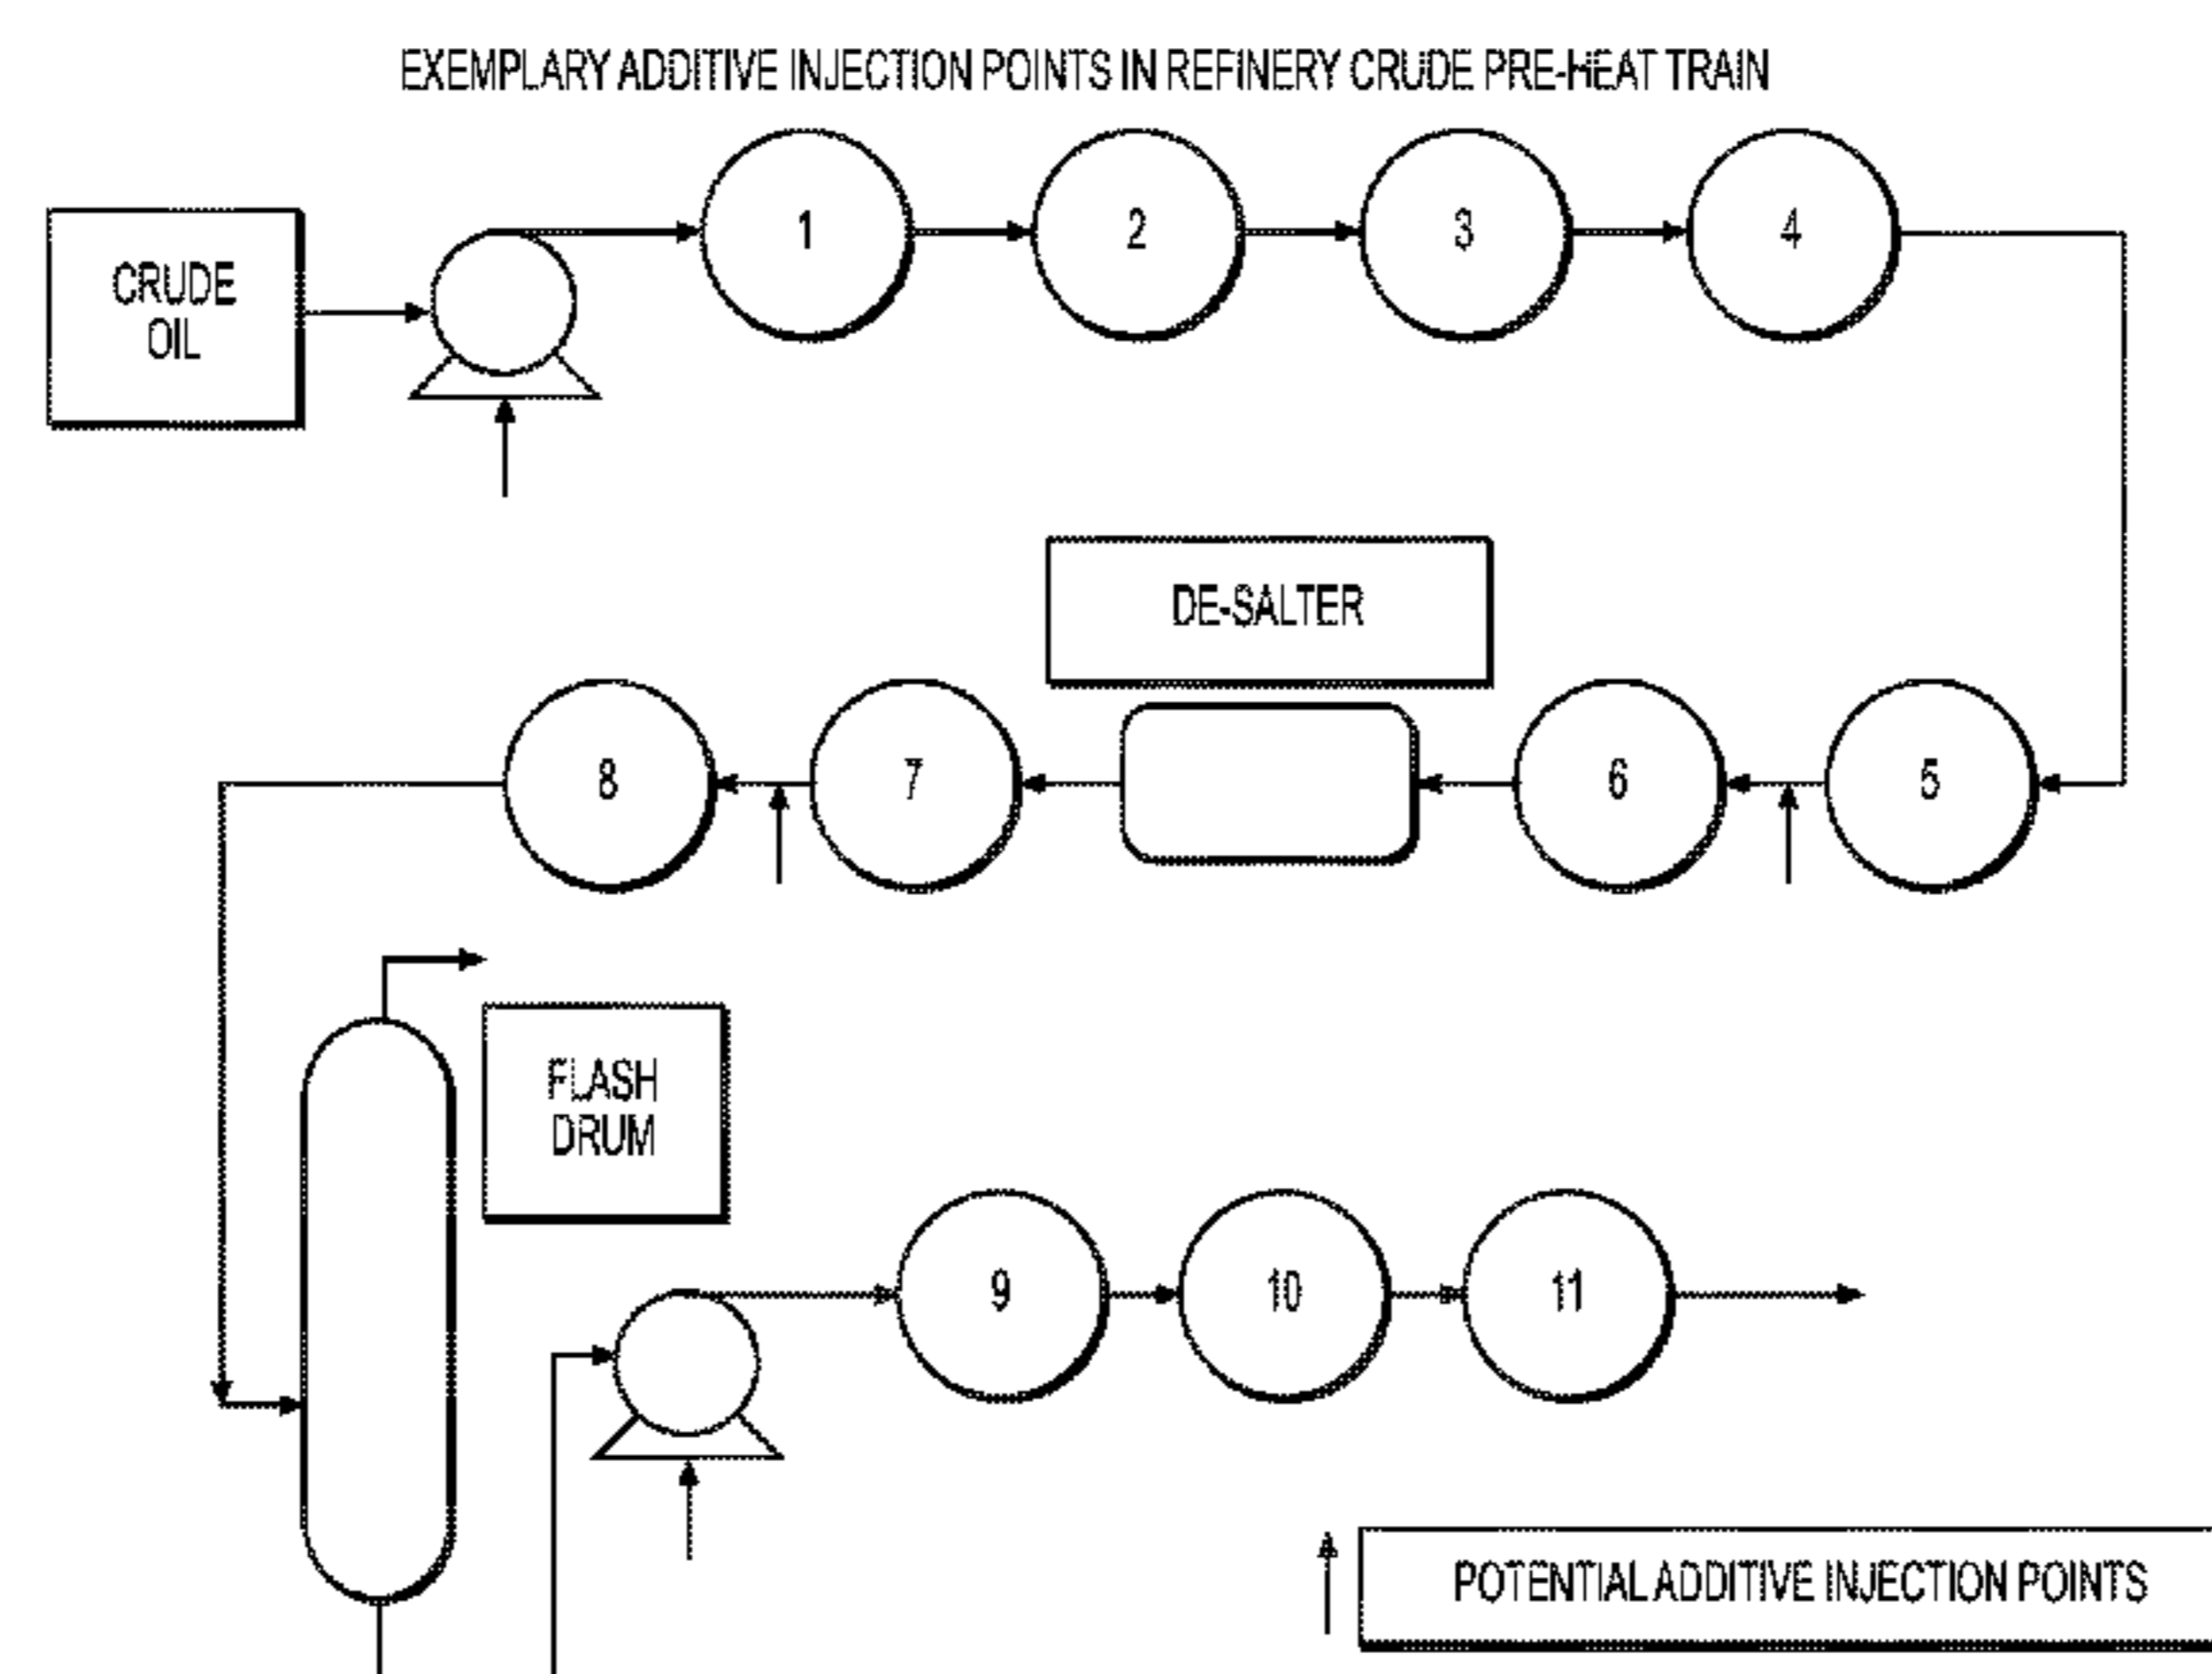 EXEMPLARY ADDITIVE INJECTION POINTS IN REFINERY CRUDE PRE-HEAT TRAIN
CRUDE
OIL
1
2
3
4
DE-SALTER
8
7
6
5
FLASH
DRUM
9
10
11
POTENTIAL ADDITIVE INJECTION POINTS